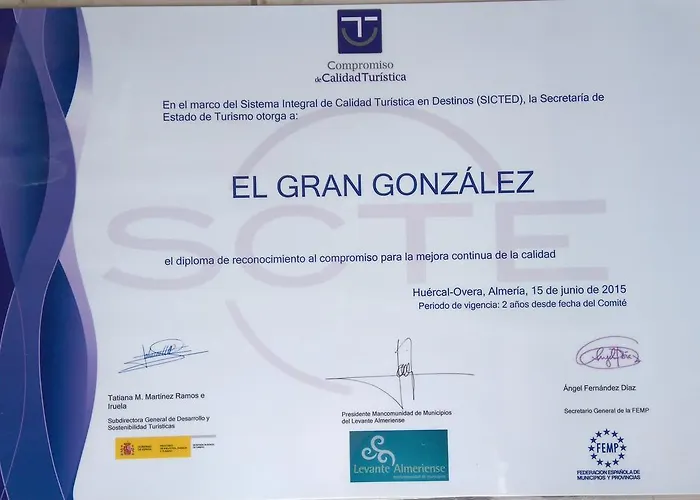 Compromiso
de Calidad Turística
En el marco del Sistema Integral de Calidad Turística en Destinos (SICTED), la Secretaría de
Estado de Turismo otorga a:
EL GRAN GONZÁLEZ
SCTE
el diploma de reconocimiento al compromiso para la mejora continua de la calidad
Huércal-Overa, Almería, 15 de junio de 2015
Periodo de vigencia: 2 años desde fecha del Comité
Tatiana M. Martínez Ramos e
Iruela
Subdirectora General de Desarrollo y
Sostenibilidad Turísticas
Presidente Mancomunidad de Municipios
del Levante Almeriense
Levante Almeriense
Ángel Fernández Díaz
Secretario General de la FEMP
FEMP
FEDERACION ESPAÑOLA DE
MUNICIPIOS Y PROVINCIAS